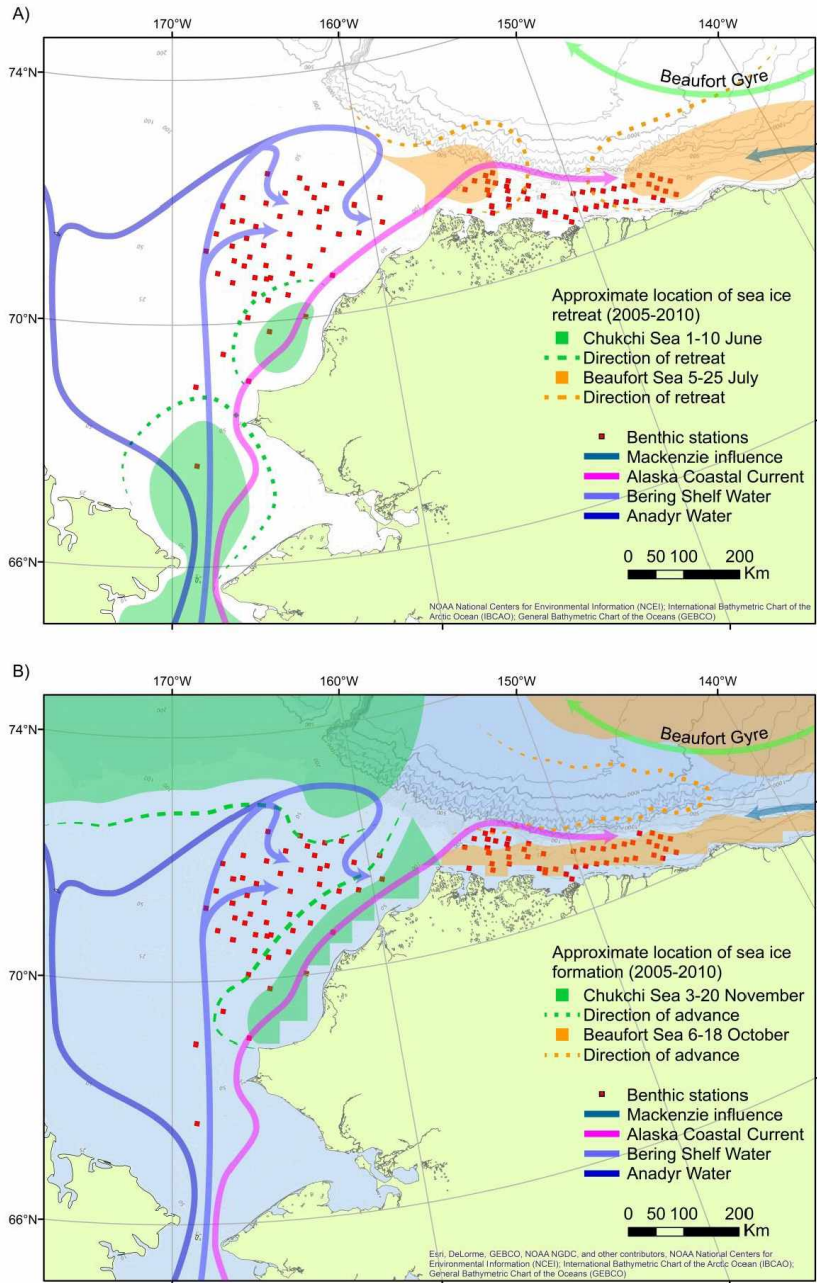 A)
170°W
160°W
150°W
140°W
74°N
70°N
66°N
Beaufort Gyre
Approximate location of sea ice
retreat (2005-2010)
Chukchi Sea 1-10 June
Direction of retreat
Beaufort Sea 5-25 July
Direction of retreat
Benthic stations
Mackenzie influence
Alaska Coastal Current
Bering Shelf Water
Anadyr Water
0 50 100 200
Km
NOAA National Centers for Environmental Information (NCEI); International Bathymetric Chart of the
Arctic Ocean (IBCAO); General Bathymetric Chart of the Oceans (GEBCO)
B)
170°W
160°W
150°W
140°W
74°N
70°N
66°N
Beaufort Gyre
Approximate location of sea ice
formation (2005-2010)
Chukchi Sea 3-20 November
Direction of advance
Beaufort Sea 6-18 October
Direction of advance
Benthic stations
Mackenzie influence
Alaska Coastal Current
Bering Shelf Water
Anadyr Water
0 50 100 200
Km
Esri, DeLorme, GEBCO, NOAA NGDC, and other contributors, NOAA National Centers for
Environmental Information (NCEI); International Bathymetric Chart of the Arctic Ocean (IBCAO);
General Bathymetric Chart of the Oceans (GEBCO)